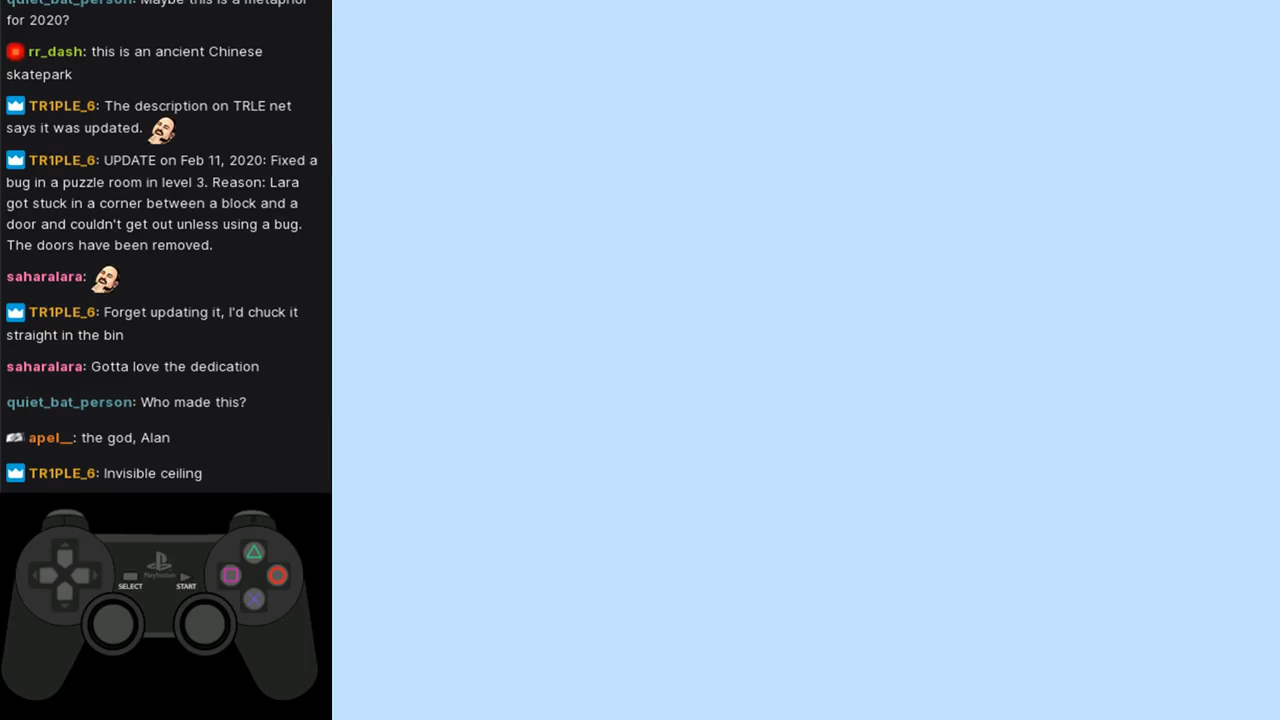 quiet_bat_person: Maybe this is a metaphor
for 2020?
rr_dash: this is an ancient Chinese
skatepark
TR1PLE_6: The description on TRLE net
says it was updated.
TR1PLE_6: UPDATE on Feb 11, 2020: Fixed a
bug in a puzzle room in level 3. Reason: Lara
got stuck in a corner between a block and a
door and couldn't get out unless using a bug.
The doors have been removed.
saharalara:
TR1PLE_6: Forget updating it, I'd chuck it
straight in the bin
saharalara: Gotta love the dedication
quiet_bat_person: Who made this?
apel__: the god, Alan
TR1PLE_6: Invisible ceiling
PlayStation
SELECT START